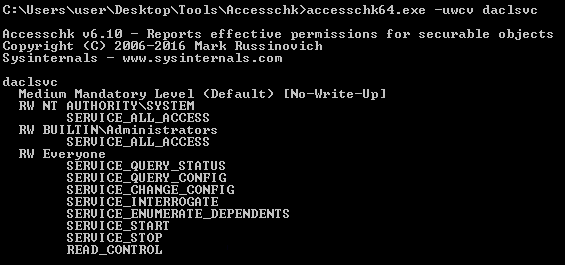 C:\Users\user\Desktop\Tools\Accesschk>accesschk64.exe -uwcv daclsvc
Accesschk v6.10 - Reports effective permissions for securable objects
Copyright (C) 2006-2016 Mark Russinovich
Sysinternals - www.sysinternals.com
daclsvc
Medium Mandatory Level (Default) [No-Write-Up]
RW NT AUTHORITY\SYSTEM
SERVICE_ALL_ACCESS
RW BUILTIN\Administrators
SERVICE_ALL_ACCESS
RW Everyone
SERVICE_QUERY_STATUS
SERVICE_QUERY_CONFIG
SERVICE_CHANGE_CONFIG
SERVICE_INTERROGATE
SERVICE_ENUMERATE_DEPENDENTS
SERVICE_START
SERVICE_STOP
READ_CONTROL